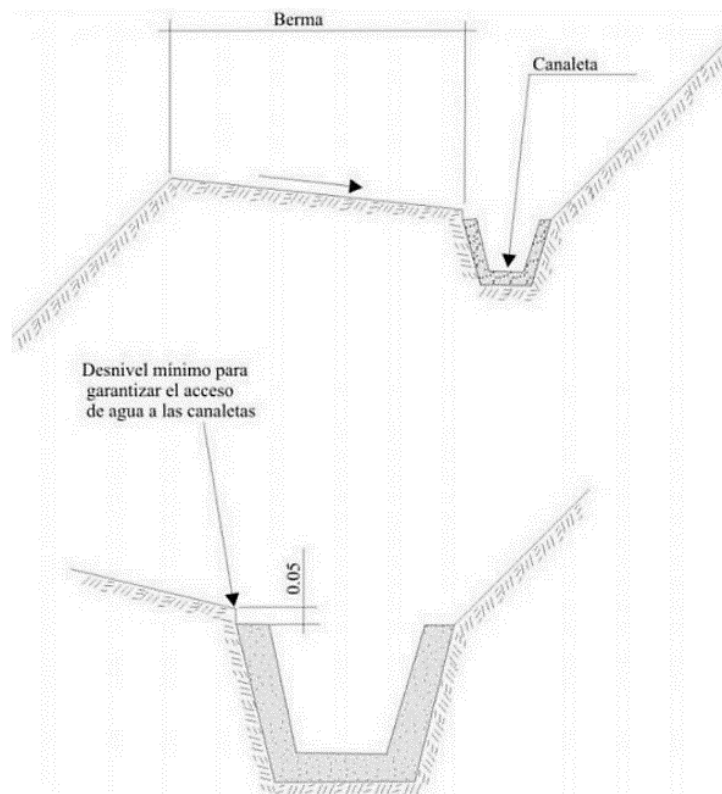 Berma
Canaleta
Desnivel mínimo para
garantizar el acceso
de agua a las canaletas
0.05